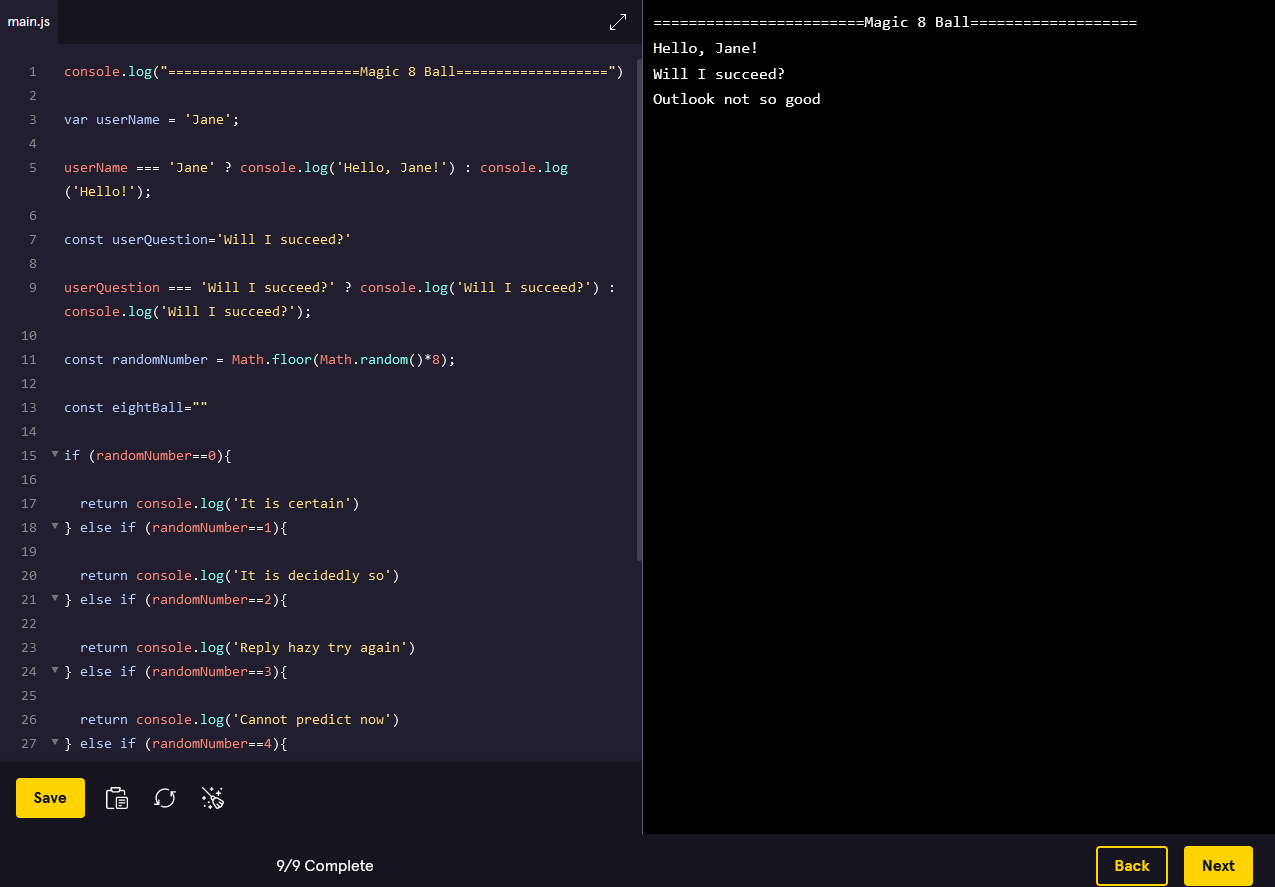 main.js
1 console.log("========================Magic 8 Ball===================")
2
3 var userName = 'Jane';
4
5 userName === 'Jane' ? console.log('Hello, Jane!') : console.log
('Hello!');
6
7 const userQuestion='Will I succeed?'
8
9 userQuestion === 'Will I succeed?' ? console.log('Will I succeed?') :
console.log('Will I succeed?');
10
11 const randomNumber = Math.floor(Math.random()*8);
12
13 const eightBall=""
14
15 if (randomNumber==0){
16
17 return console.log('It is certain')
18 } else if (randomNumber==1){
19
20 return console.log('It is decidedly so')
21 } else if (randomNumber==2){
22
23 return console.log('Reply hazy try again')
24 } else if (randomNumber==3){
25
26 return console.log('Cannot predict now')
27 } else if (randomNumber==4){
Save
========================Magic 8 Ball===================
Hello, Jane!
Will I succeed?
Outlook not so good
9/9 Complete
Back
Next